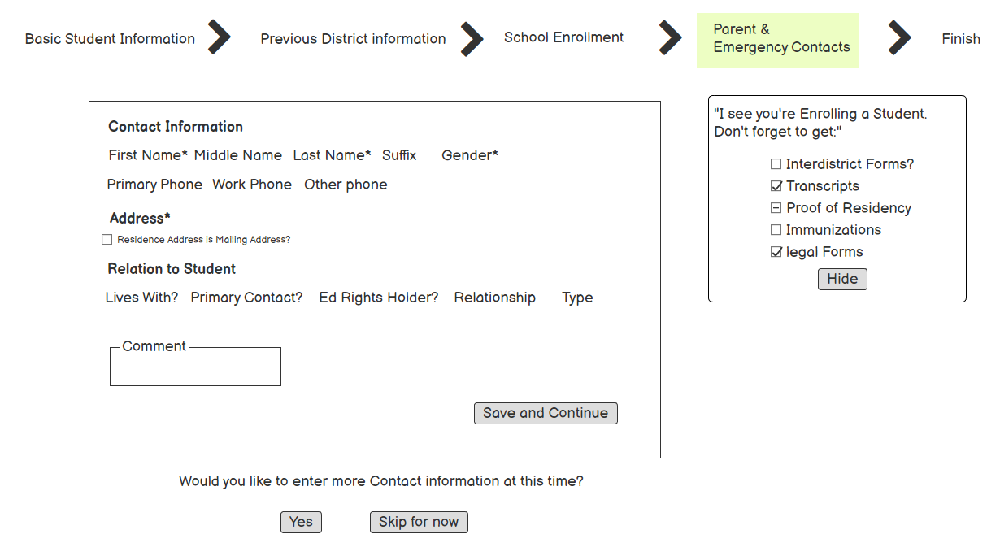 Basic Student Information
Previous District information
School Enrollment
Parent &
Emergency Contacts
Finish
Contact Information
First Name* Middle Name Last Name* Suffix Gender*
Primary Phone Work Phone Other phone
Address*
Residence Address is Mailing Address?
Relation to Student
Lives With? Primary Contact? Ed Rights Holder? Relationship Type
Comment
Save and Continue
Would you like to enter more Contact information at this time?
Yes
Skip for now
"I see you're Enrolling a Student.
Don't forget to get:"
Interdistrict Forms?
Transcripts
Proof of Residency
Immunizations
legal Forms
Hide